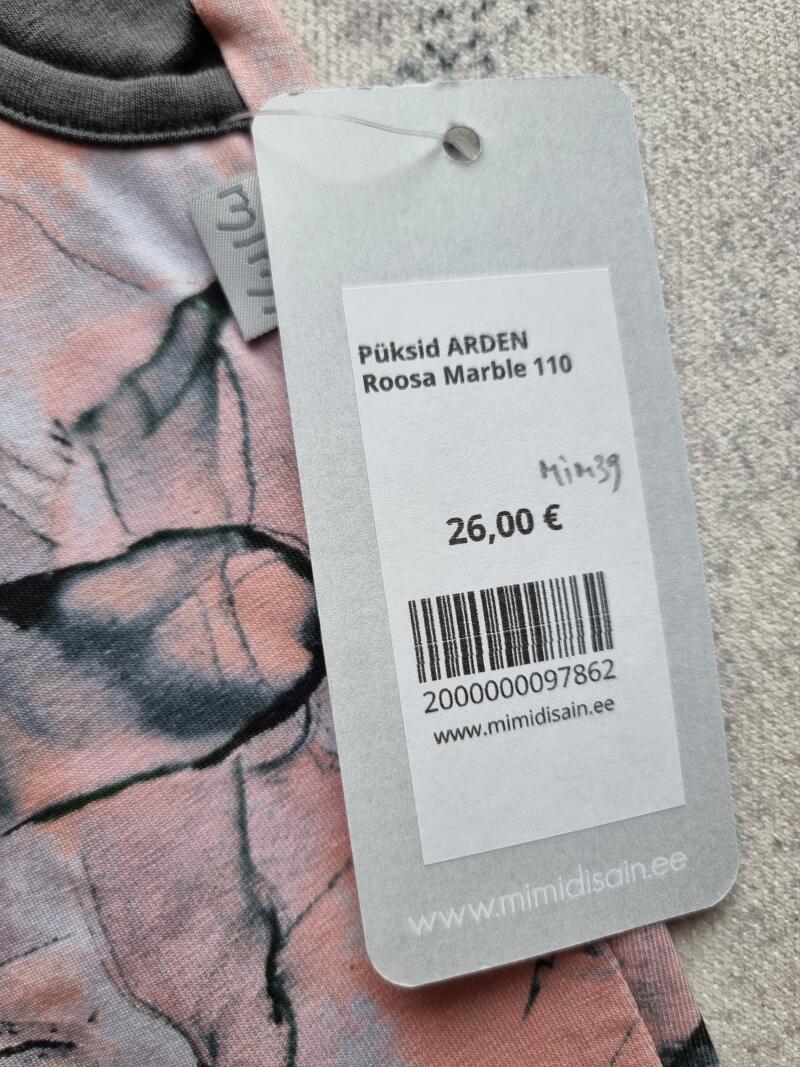 Püksid ARDEN
Roosa Marble 110
Mim39
26,00 €
2000000097862
www.mimidisain.ee
www.mimidisain.ee